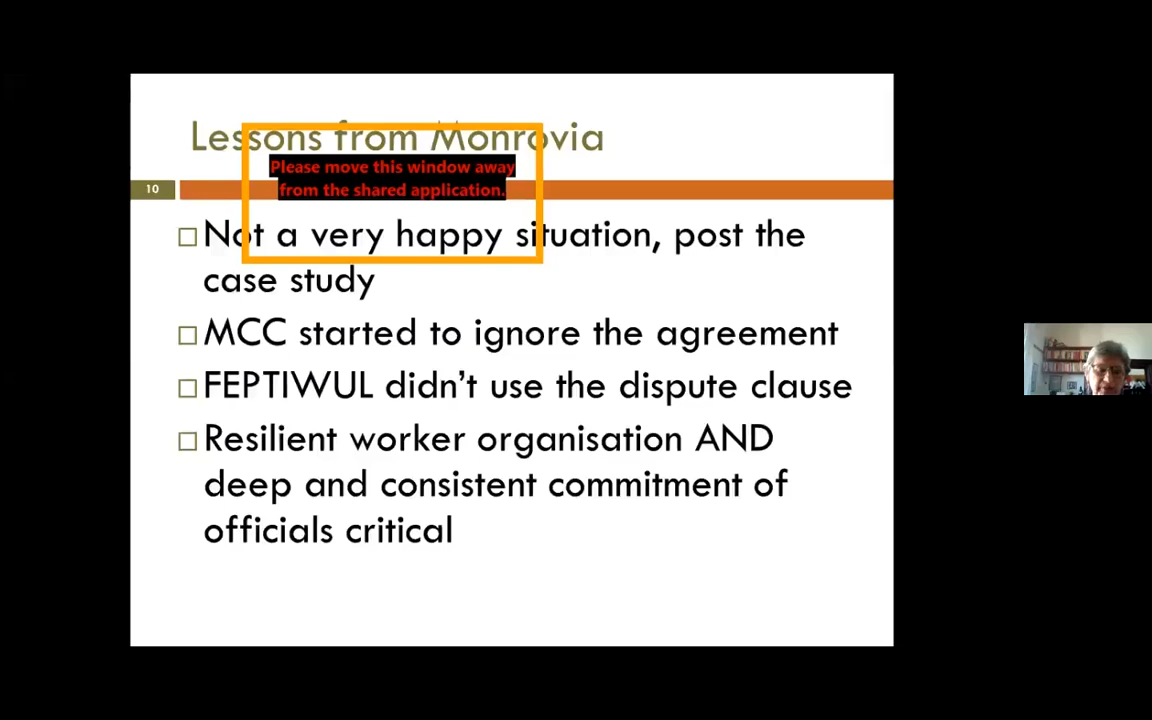 Lessons from Monrovia
Please move this window away
from the shared application.
10
□Not a very happy situation, post the
case study
□MCC started to ignore the agreement
□FEPTIWUL didn’t use the dispute clause
□Resilient worker organisation AND
deep and consistent commitment of
officials critical